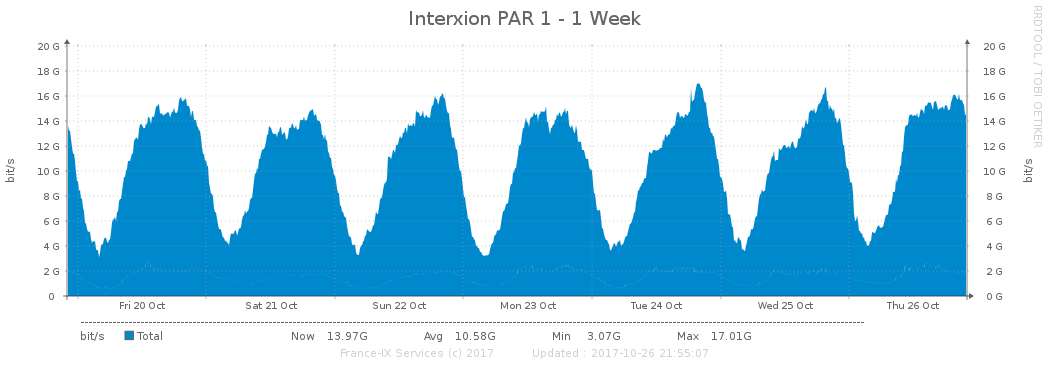 Interxion PAR 1 - 1 Week
RRDTOOL / TOBI OETIKER
20 G 20 G
18 G 18 G
16 G 16 G
14 G 14 G
12 G 12 G
10 G 10 G
8 G 8 G
6 G 6 G
4 G 4 G
2 G 2 G
0 0 G
bit/s
bit/s
Fri 20 Oct Sat 21 Oct Sun 22 Oct Mon 23 Oct Tue 24 Oct Wed 25 Oct Thu 26 Oct
bit/s Total Now 13.97G Avg 10.58G Min 3.07G Max 17.01G
France-IX Services (c) 2017 Updated : 2017-10-26 21:55:07